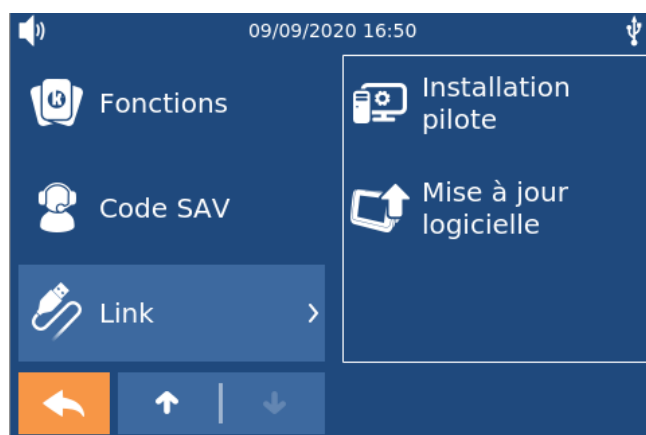 09/09/2020 16:50
Fonctions
Installation
pilote
Code SAV
Mise à jour
logicielle
Link